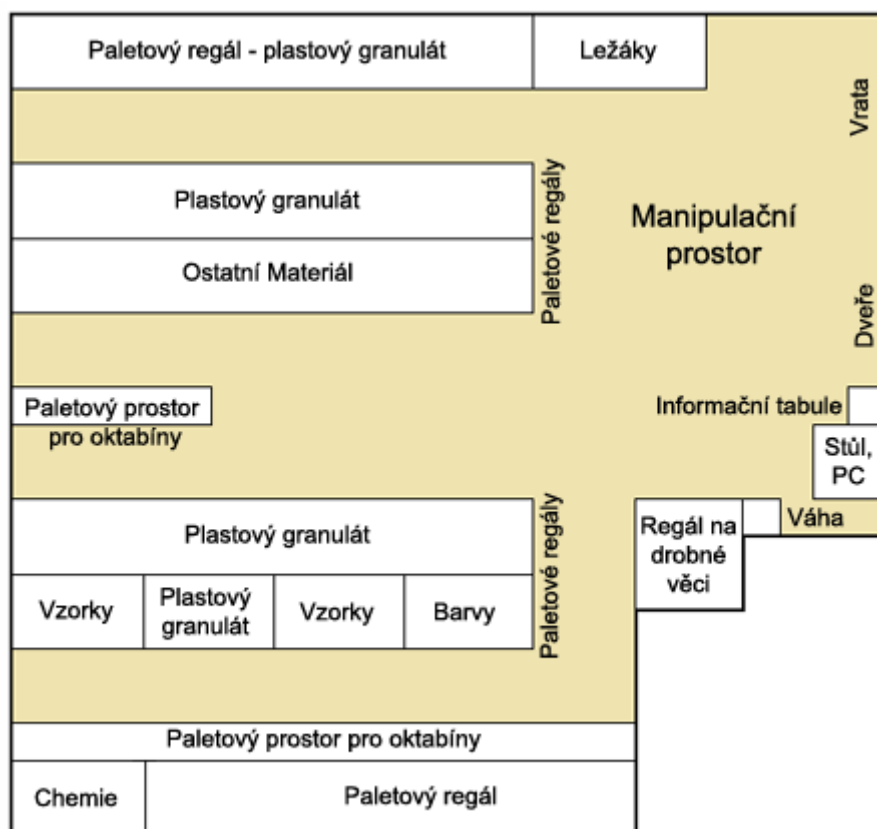 Paletový regál - plastový granulát
Ležáky
Vrata
Plastový granulát
Paletové regály
Manipulační
prostor
Ostatní Materiál
Dveře
Paletový prostor
pro oktabíny
Informační tabule
Stůl,
PC
Plastový granulát
Paletové regály
Regál na
drobné
věci
Váha
Vzorky
Plastový
granulát
Vzorky
Barvy
Paletový prostor pro oktabíny
Chemie
Paletový regál